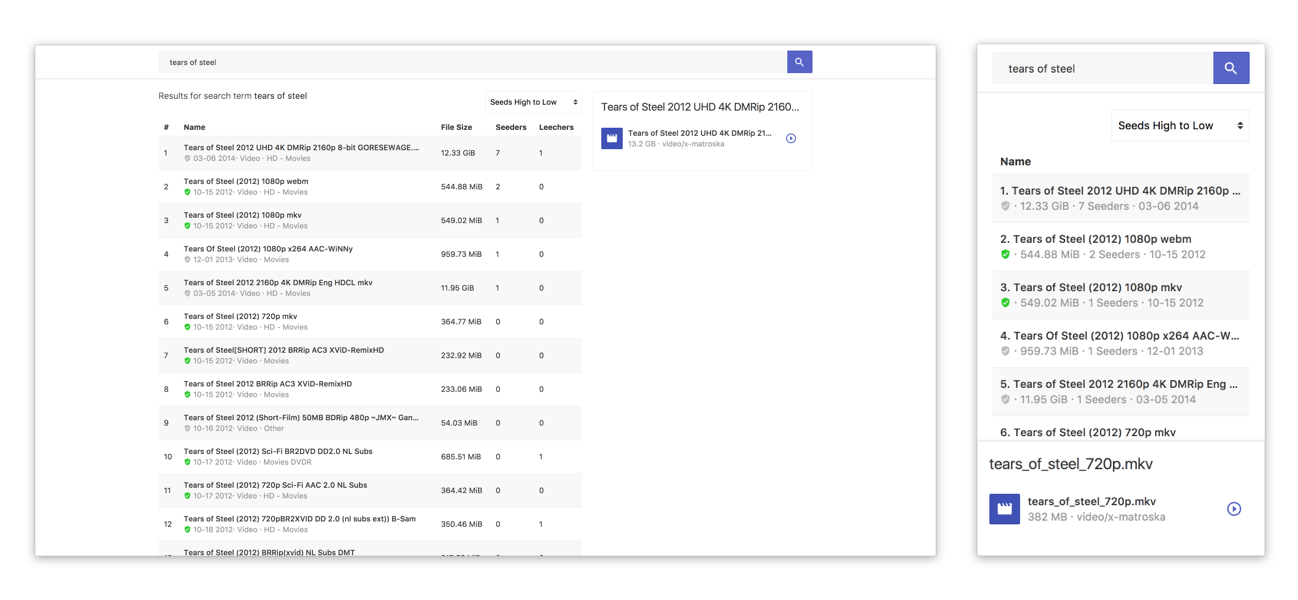 tears of steel
Results for search term tears of steel
Seeds High to Low
# Name File Size Seeders Leechers
1 Tears of Steel 2012 UHD 4K DMRip 2160p 8-bit GORESEWAGE.... 12.33 GiB 7 1
03-06 2014· Video · HD - Movies
2 Tears of Steel (2012) 1080p webm 544.88 MiB 2 0
10-15 2012· Video · HD - Movies
3 Tears of Steel (2012) 1080p mkv 549.02 MiB 1 0
10-15 2012· Video · HD - Movies
4 Tears Of Steel (2012) 1080p x264 AAC-WiNNy 959.73 MiB 1 0
12-01 2013· Video · Movies
5 Tears of Steel 2012 2160p 4K DMRip Eng HDCL mkv 11.95 GiB 1 0
03-05 2014· Video · HD - Movies
6 Tears of Steel (2012) 720p mkv 364.77 MiB 0 0
10-15 2012· Video · HD - Movies
7 Tears of Steel[SHORT] 2012 BRRip AC3 XViD-RemixHD 232.92 MiB 0 0
10-15 2012· Video · Movies
8 Tears of Steel 2012 BRRip AC3 XViD-RemixHD 233.06 MiB 0 0
10-15 2012· Video · Movies
9 Tears of Steel 2012 (Short-Film) 50MB BDRip 480p ~JMX~ Gan... 54.03 MiB 0 0
10-16 2012· Video · Other
10 Tears of Steel (2012) Sci-Fi BR2DVD DD2.0 NL Subs 685.51 MiB 0 1
10-17 2012· Video · Movies DVDR
11 Tears of Steel (2012) 720p Sci-Fi AAC 2.0 NL Subs 364.42 MiB 0 0
10-17 2012· Video · HD - Movies
12 Tears of Steel (2012) 720pBR2XVID DD 2.0 (nl subs ext)) B-Sam 350.46 MiB 0 1
10-18 2012· Video · HD - Movies
Tears of Steel (2012) BRRip(xvid) NL Subs DMT
Tears of Steel 2012 UHD 4K DMRip 2160...
Tears of Steel 2012 UHD 4K DMRip 21...
13.2 GB · video/x-matroska
tears of steel
Seeds High to Low
Name
1. Tears of Steel 2012 UHD 4K DMRip 2160p ...
· 12.33 GiB · 7 Seeders · 03-06 2014
2. Tears of Steel (2012) 1080p webm
· 544.88 MiB · 2 Seeders · 10-15 2012
3. Tears of Steel (2012) 1080p mkv
· 549.02 MiB · 1 Seeders · 10-15 2012
4. Tears Of Steel (2012) 1080p x264 AAC-W...
· 959.73 MiB · 1 Seeders · 12-01 2013
5. Tears of Steel 2012 2160p 4K DMRip Eng ...
· 11.95 GiB · 1 Seeders · 03-05 2014
6. Tears of Steel (2012) 720p mkv
tears_of_steel_720p.mkv
tears_of_steel_720p.mkv
382 MB · video/x-matroska